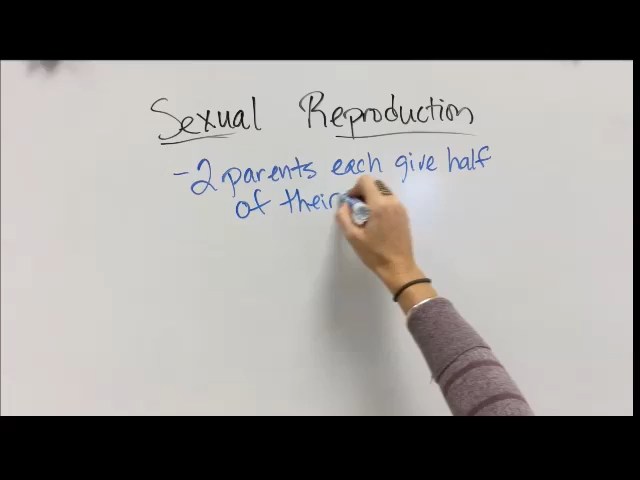 Sexual Reproduction
- 2 parents each give half
of their